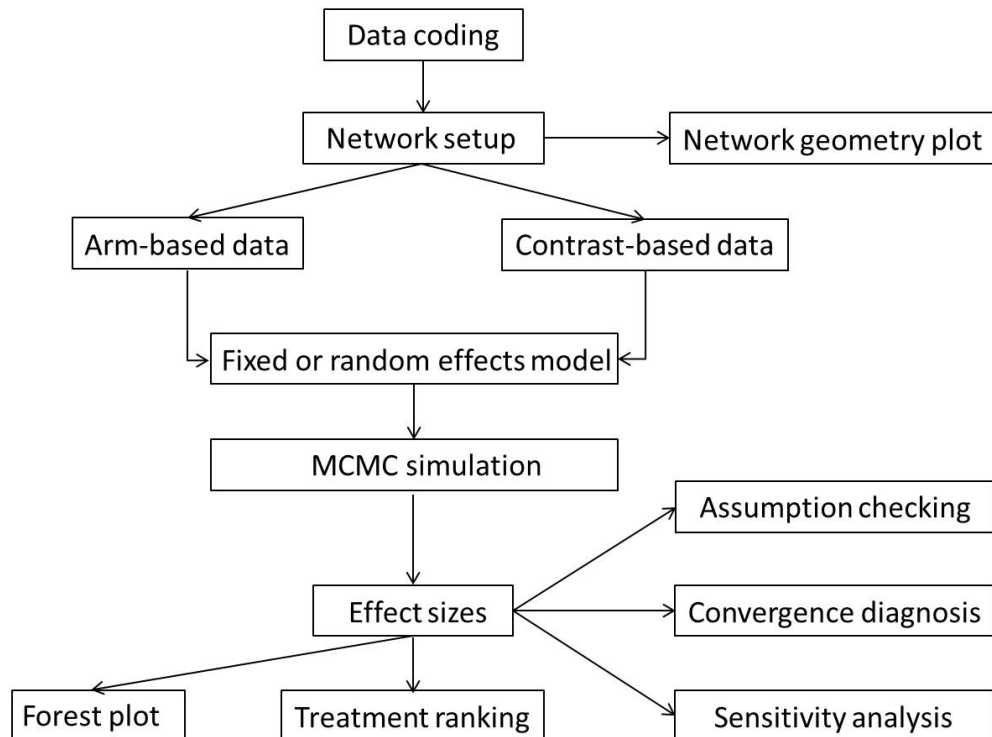 Data coding
Network setup
Network geometry plot
Arm-based data
Contrast-based data
Fixed or random effects model
MCMC simulation
Assumption checking
Effect sizes
Convergence diagnosis
Forest plot
Treatment ranking
Sensitivity analysis